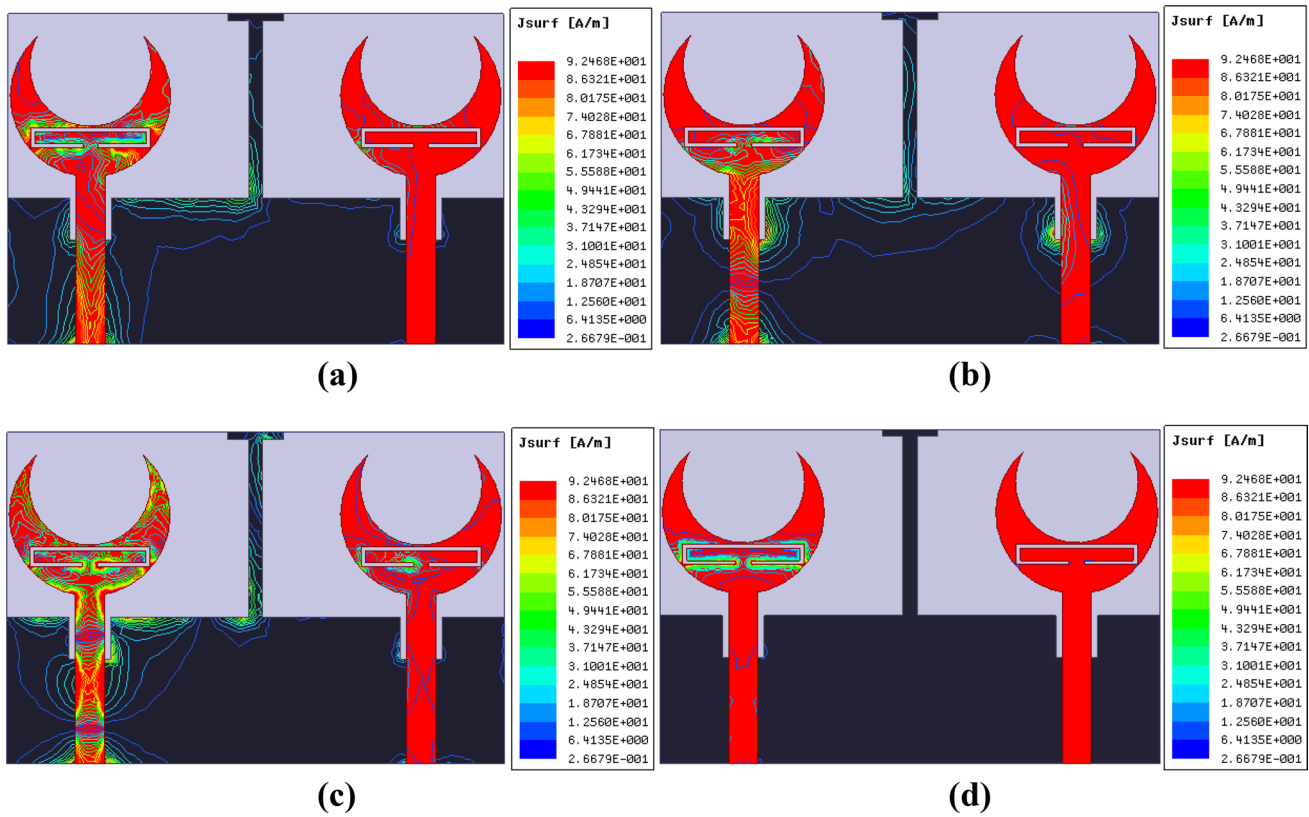 Jsurf [A/m]
9.2468E+001
8.6321E+001
8.0175E+001
7.4028E+001
6.7881E+001
6.1734E+001
5.5588E+001
4.9441E+001
4.3294E+001
3.7147E+001
3.1001E+001
2.4854E+001
1.8707E+001
1.2560E+001
6.4135E+000
2.6679E-001
(a)
Jsurf [A/m]
9.2468E+001
8.6321E+001
8.0175E+001
7.4028E+001
6.7881E+001
6.1734E+001
5.5588E+001
4.9441E+001
4.3294E+001
3.7147E+001
3.1001E+001
2.4854E+001
1.8707E+001
1.2560E+001
6.4135E+000
2.6679E-001
(b)
Jsurf [A/m]
9.2468E+001
8.6321E+001
8.0175E+001
7.4028E+001
6.7881E+001
6.1734E+001
5.5588E+001
4.9441E+001
4.3294E+001
3.7147E+001
3.1001E+001
2.4854E+001
1.8707E+001
1.2560E+001
6.4135E+000
2.6679E-001
(c)
Jsurf [A/m]
9.2468E+001
8.6321E+001
8.0175E+001
7.4028E+001
6.7881E+001
6.1734E+001
5.5588E+001
4.9441E+001
4.3294E+001
3.7147E+001
3.1001E+001
2.4854E+001
1.8707E+001
1.2560E+001
6.4135E+000
2.6679E-001
(d)